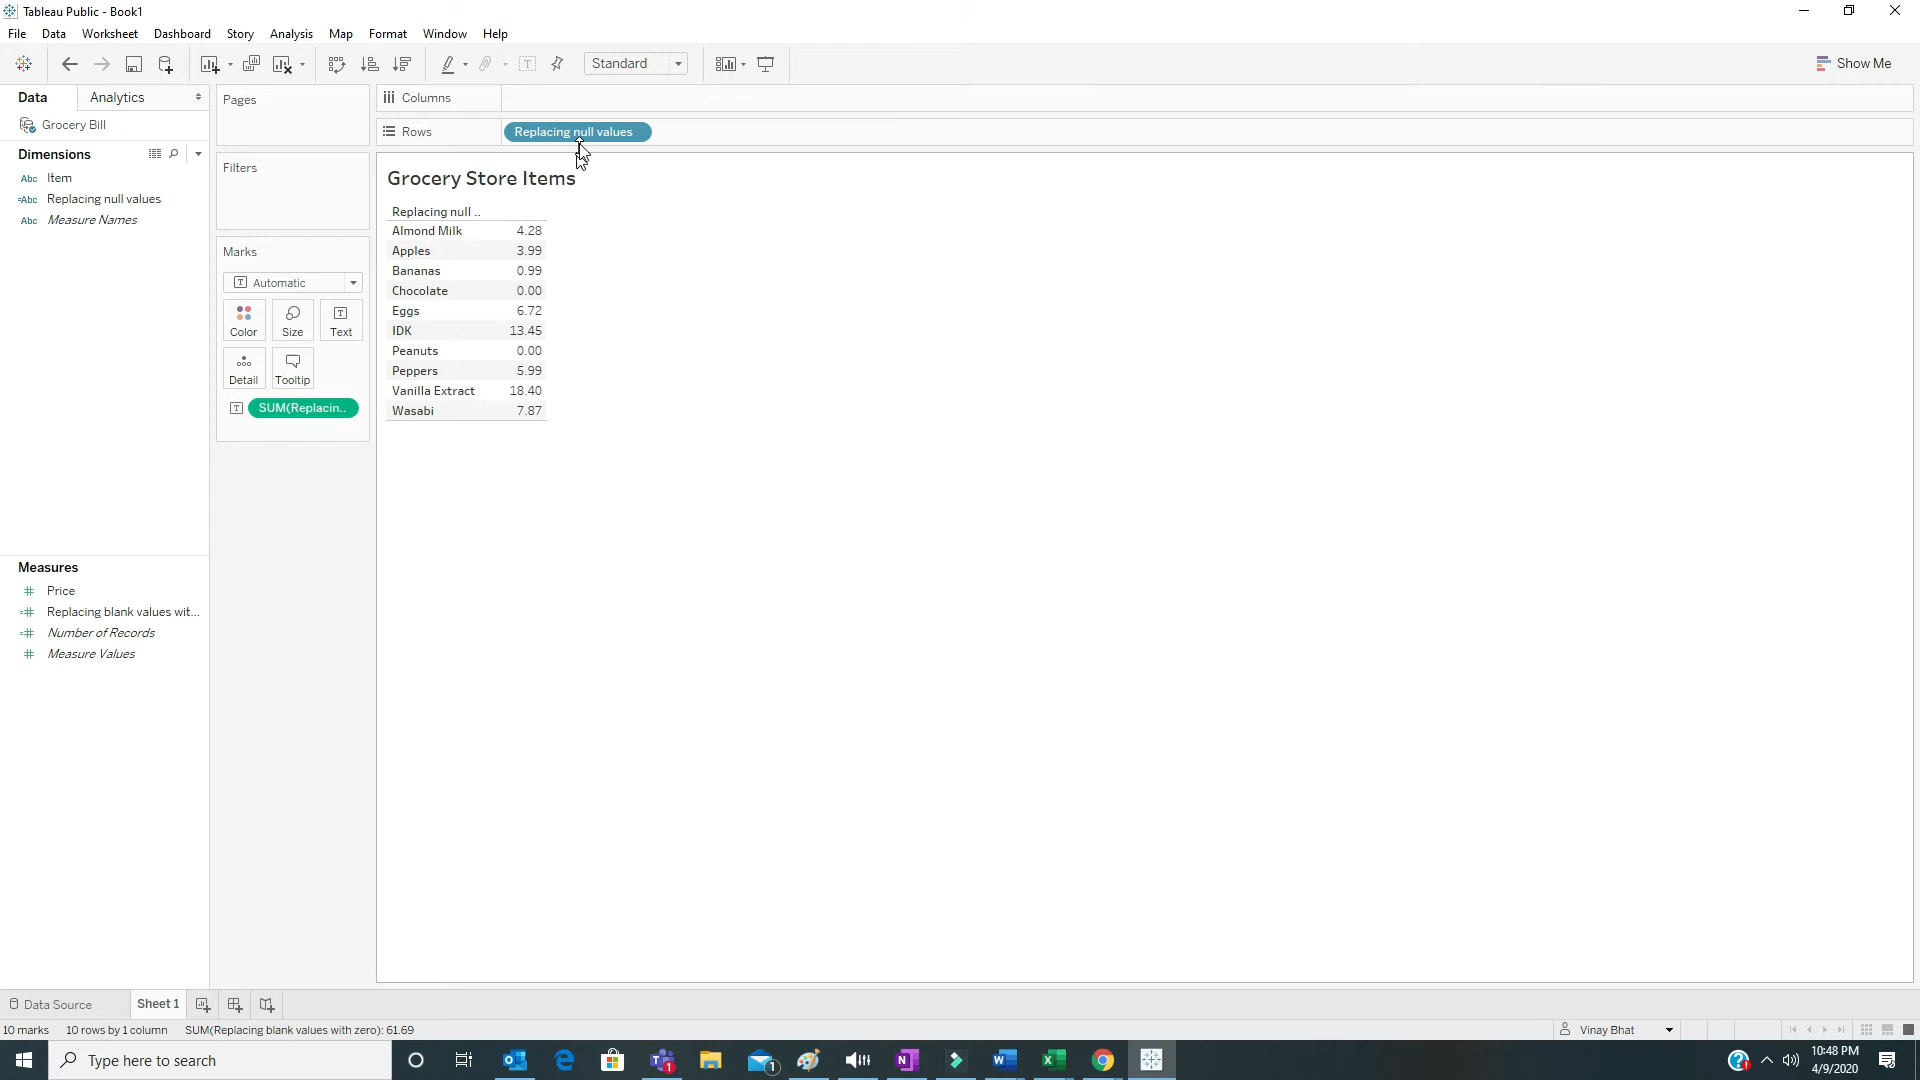 Tableau Public - Book1
File Data Worksheet Dashboard Story Analysis Map Format Window Help
Standard
Show Me
Data Analytics
Grocery Bill
Dimensions
Abc Item
=Abc Replacing null values
Abc Measure Names
Measures
Price
Replacing blank values wit...
Number of Records
Measure Values
Pages
Filters
Marks
T Automatic
Color Size T Text
Detail Tooltip
T SUM(Replacin..
Columns
Rows Replacing null values
Grocery Store Items
Replacing null ..
Almond Milk 4.28
Apples 3.99
Bananas 0.99
Chocolate 0.00
Eggs 6.72
IDK 13.45
Peanuts 0.00
Peppers 5.99
Vanilla Extract 18.40
Wasabi 7.87
Data Source Sheet 1
10 marks 10 rows by 1 column SUM(Replacing blank values with zero): 61.69
Vinay Bhat
Type here to search
10:48 PM
4/9/2020